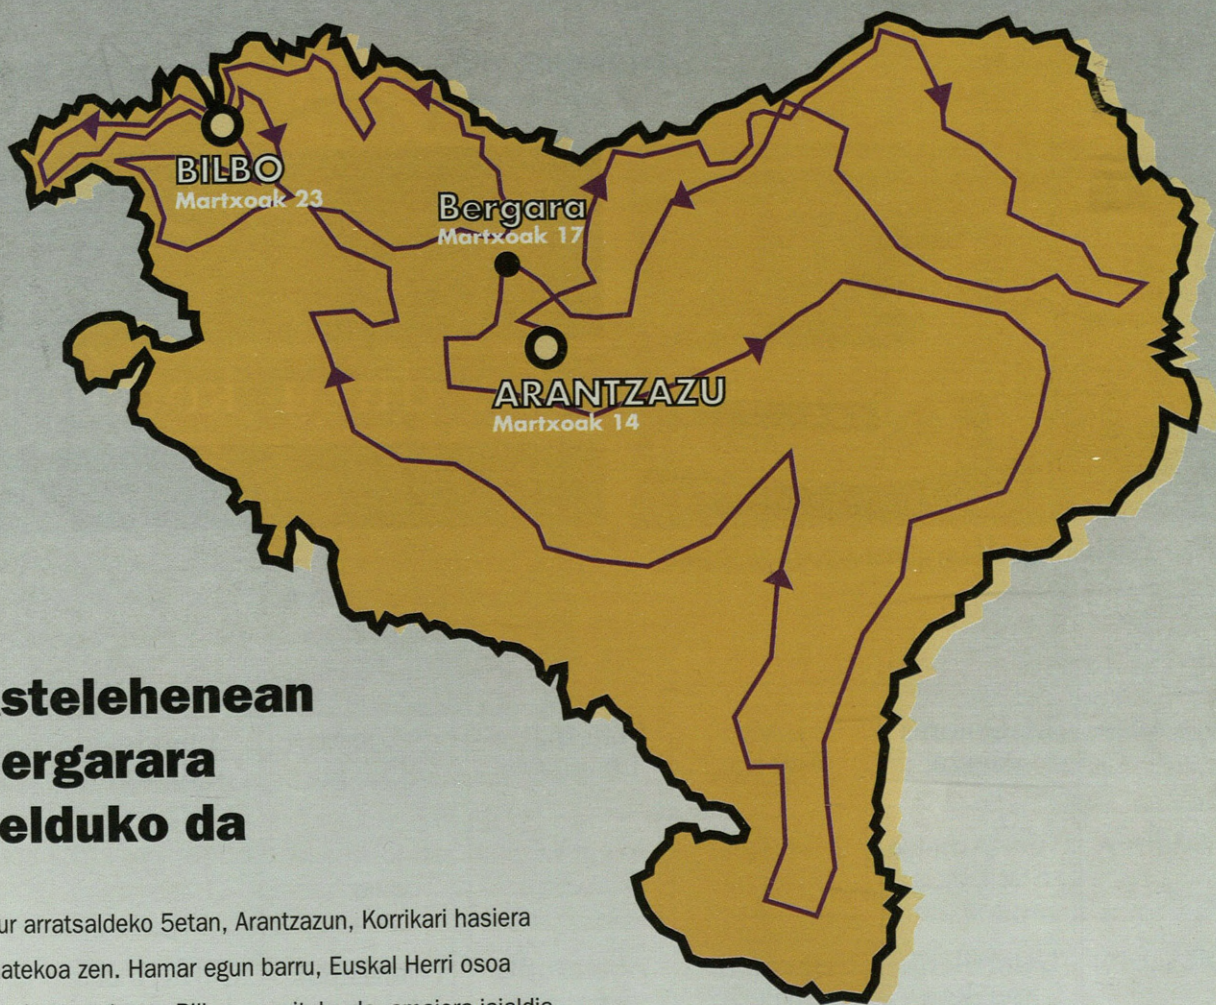 BILBO
Martxoak 23
Bergara
Martxoak 17
ARANTZAZU
Martxoak 14
stelehenean
ergarara
elduko da
ur arratsaldeko 5etan, Arantzazun, Korrikari hasiera
atekoa zen. Hamar egun barru, Euskal Herri osoa